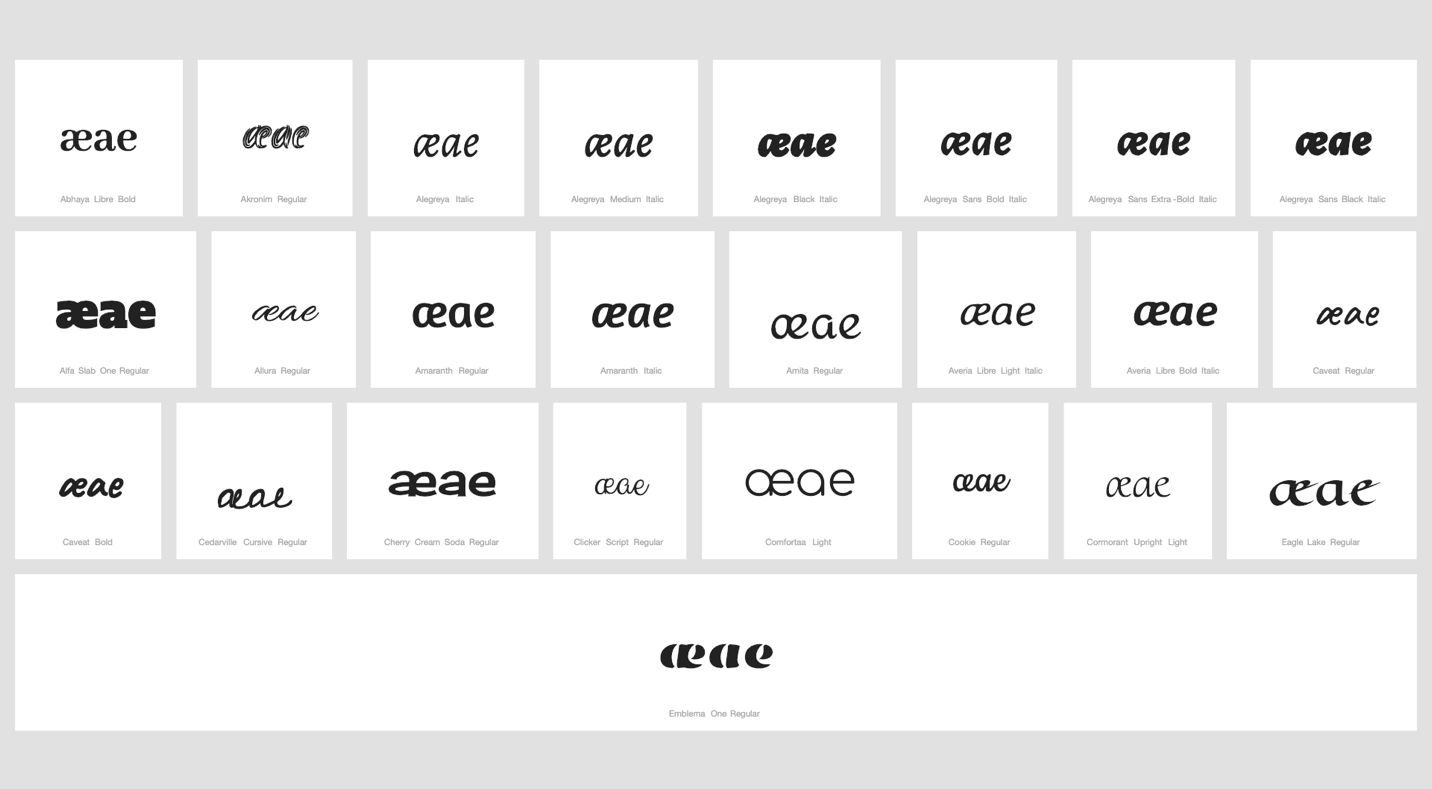 æae
Abhaya Libre Bold
æae
Akronim Regular
æae
Alegreya Italic
æae
Alegreya Medium Italic
æae
Alegreya Black Italic
æae
Alegreya Sans Bold Italic
æae
Alegreya Sans Extra-Bold Italic
æae
Alegreya Sans Black Italic
æae
Alfa Slab One Regular
æae
Allura Regular
æae
Amaranth Regular
æae
Amaranth Italic
æae
Amita Regular
æae
Averia Libre Light Italic
æae
Averia Libre Bold Italic
æae
Caveat Regular
æae
Caveat Bold
æae
Cedarville Cursive Regular
æae
Cherry Cream Soda Regular
æae
Clicker Script Regular
æae
Comfortaa Light
æae
Cookie Regular
æae
Cormorant Upright Light
æae
Eagle Lake Regular
æae
Emblema One Regular